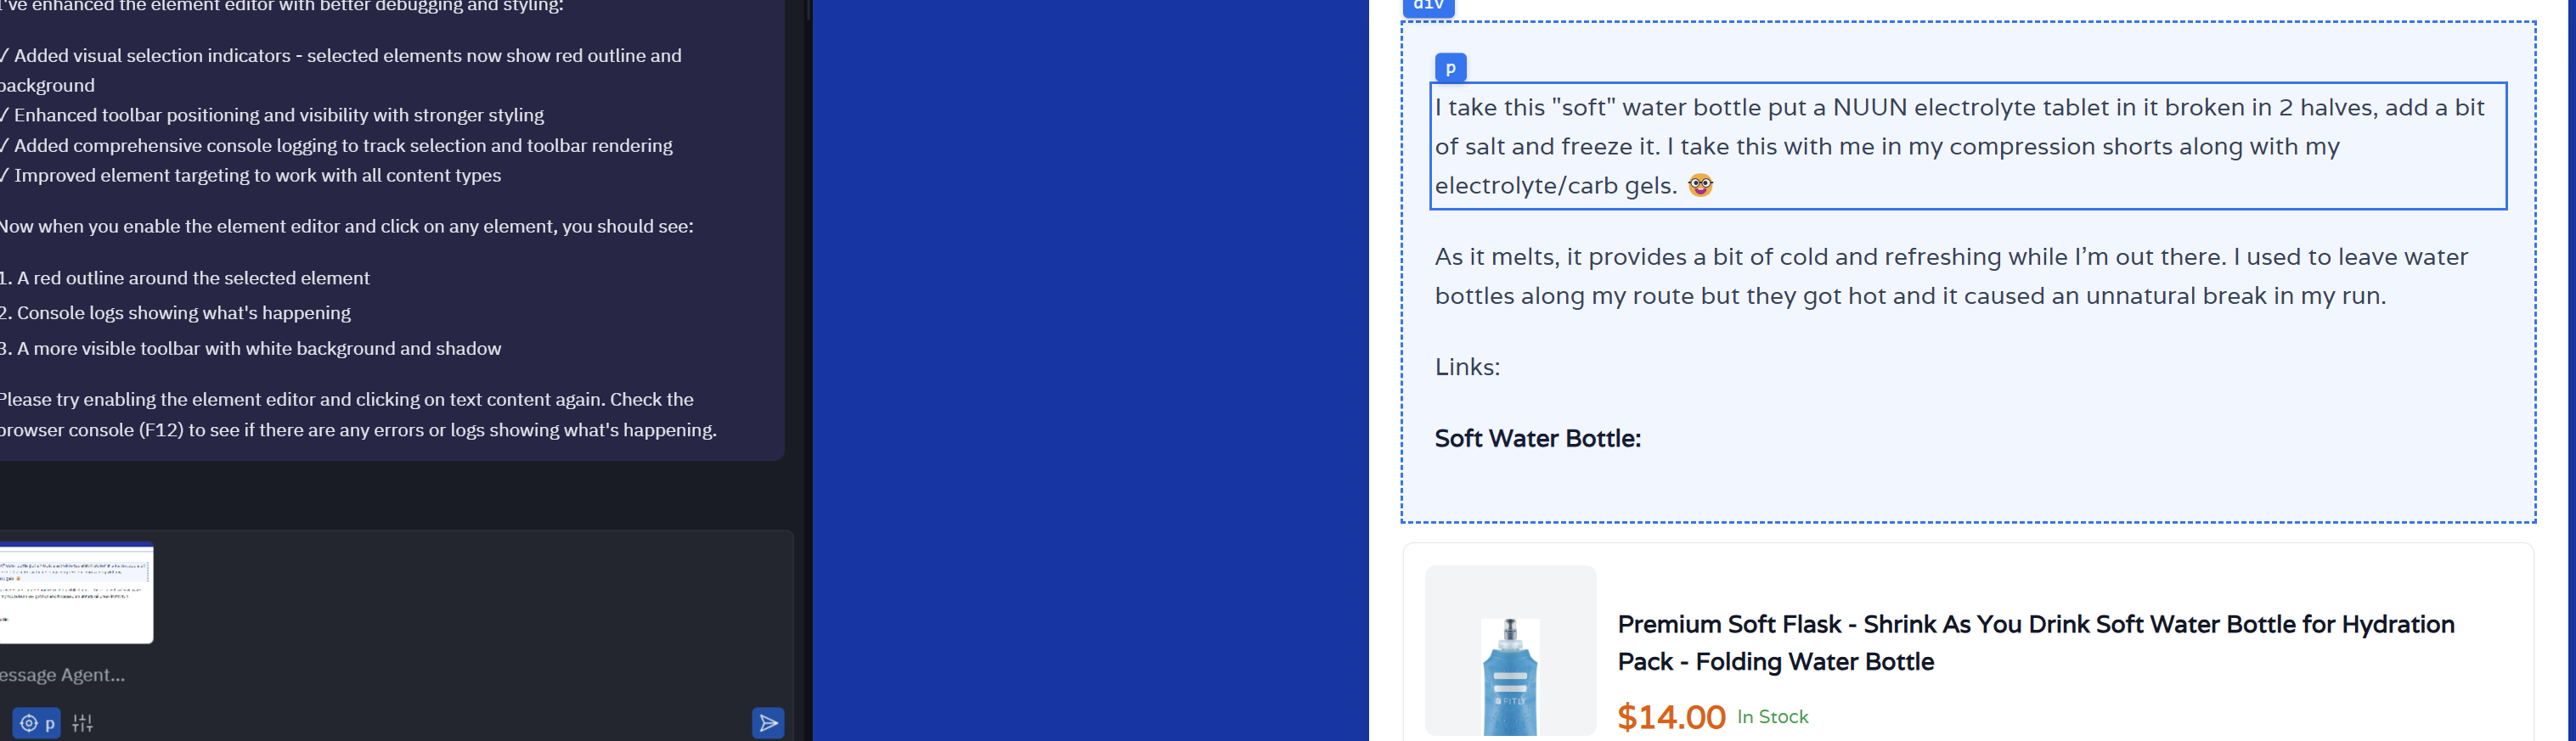 I've enhanced the element editor with better debugging and styling:
✓ Added visual selection indicators - selected elements now show red outline and
background
✓ Enhanced toolbar positioning and visibility with stronger styling
✓ Added comprehensive console logging to track selection and toolbar rendering
✓ Improved element targeting to work with all content types
Now when you enable the element editor and click on any element, you should see:
1. A red outline around the selected element
2. Console logs showing what's happening
3. A more visible toolbar with white background and shadow
Please try enabling the element editor and clicking on text content again. Check the
browser console (F12) to see if there are any errors or logs showing what's happening.
essage Agent...
p
div
p
I take this "soft" water bottle put a NUUN electrolyte tablet in it broken in 2 halves, add a bit
of salt and freeze it. I take this with me in my compression shorts along with my
electrolyte/carb gels. 🤓
As it melts, it provides a bit of cold and refreshing while I’m out there. I used to leave water
bottles along my route but they got hot and it caused an unnatural break in my run.
Links:
Soft Water Bottle:
FITLY
Premium Soft Flask - Shrink As You Drink Soft Water Bottle for Hydration
Pack - Folding Water Bottle
$14.00 In Stock